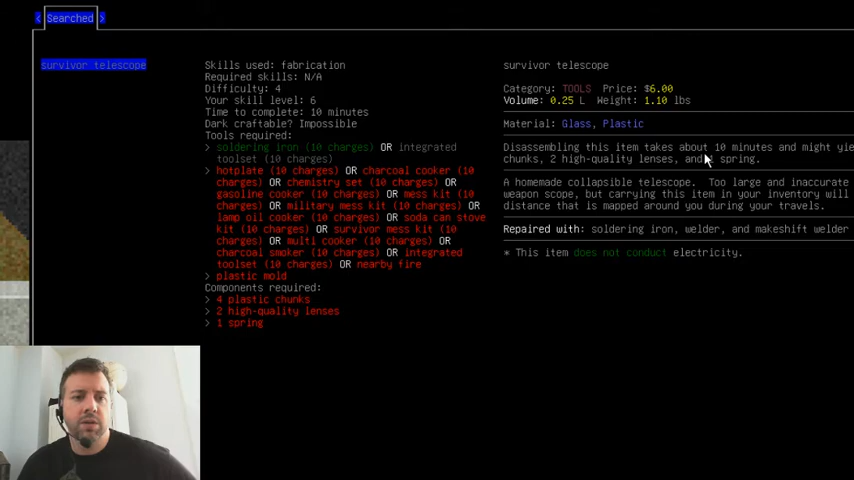 < Searched >
survivor telescope
Skills used: fabrication
Required skills: N/A
Difficulty: 4
Your skill level: 6
Time to complete: 10 minutes
Dark craftable? Impossible
Tools required:
> soldering iron (10 charges) OR integrated
toolset (10 charges)
> hotplate (10 charges) OR charcoal cooker (10
charges) OR chemistry set (10 charges) OR
gasoline cooker (10 charges) OR mess kit (10
charges) OR military mess kit (10 charges) OR
lamp oil cooker (10 charges) OR soda can stove
kit (10 charges) OR survivor mess kit (10
charges) OR multi cooker (10 charges) OR
charcoal smoker (10 charges) OR integrated
toolset (10 charges) OR nearby fire
> plastic mold
Components required:
> 4 plastic chunks
> 2 high-quality lenses
> 1 spring
survivor telescope
Category: TOOLS Price: $6.00
Volume: 0.25 L Weight: 1.10 lbs
Material: Glass, Plastic
Disassembling this item takes about 10 minutes and might yie
chunks, 2 high-quality lenses, and spring.
A homemade collapsible telescope. Too large and inaccurate
weapon scope, but carrying this item in your inventory will
distance that is mapped around you during your travels.
Repaired with: soldering iron, welder, and makeshift welder
* This item does not conduct electricity.